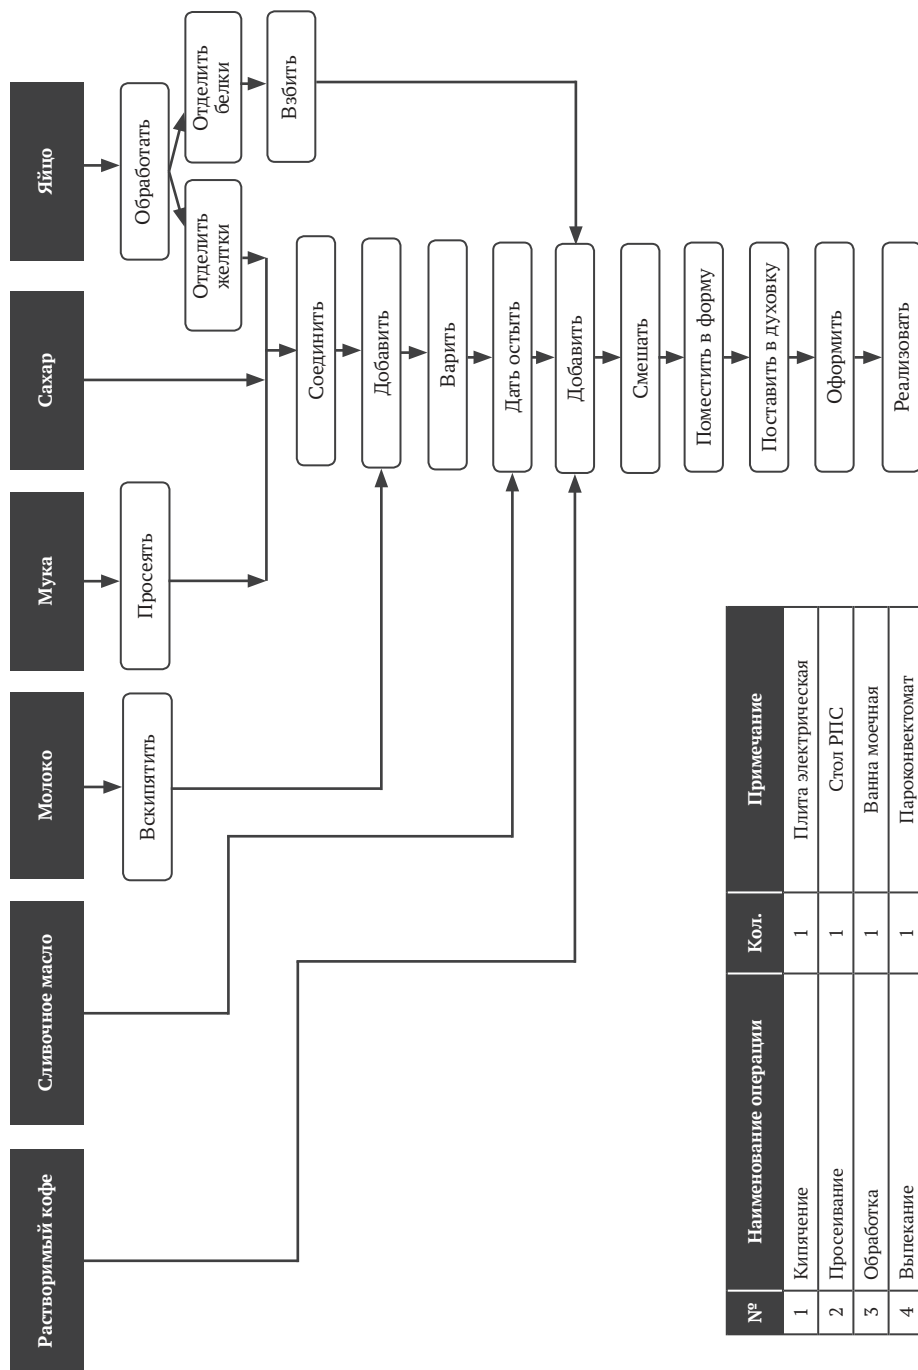 Растворимый кофе
Сливочное масло
Молоко
Мука
Сахар
Яйцо
Вскипятить
Просеять
Обработать
Отделить
желтки
Отделить
белки
Взбить
Соединить
Добавить
Варить
Дать остыть
Добавить
Смешать
Поместить в форму
Поставить в духовку
Оформить
Реализовать
№ Наименование операции Кол. Примечание
1 Кипячение 1 Плита электрическая
2 Просеивание 1 Стол РПС
3 Обработка 1 Ванна моечная
4 Выпекание 1 Пароконвектомат